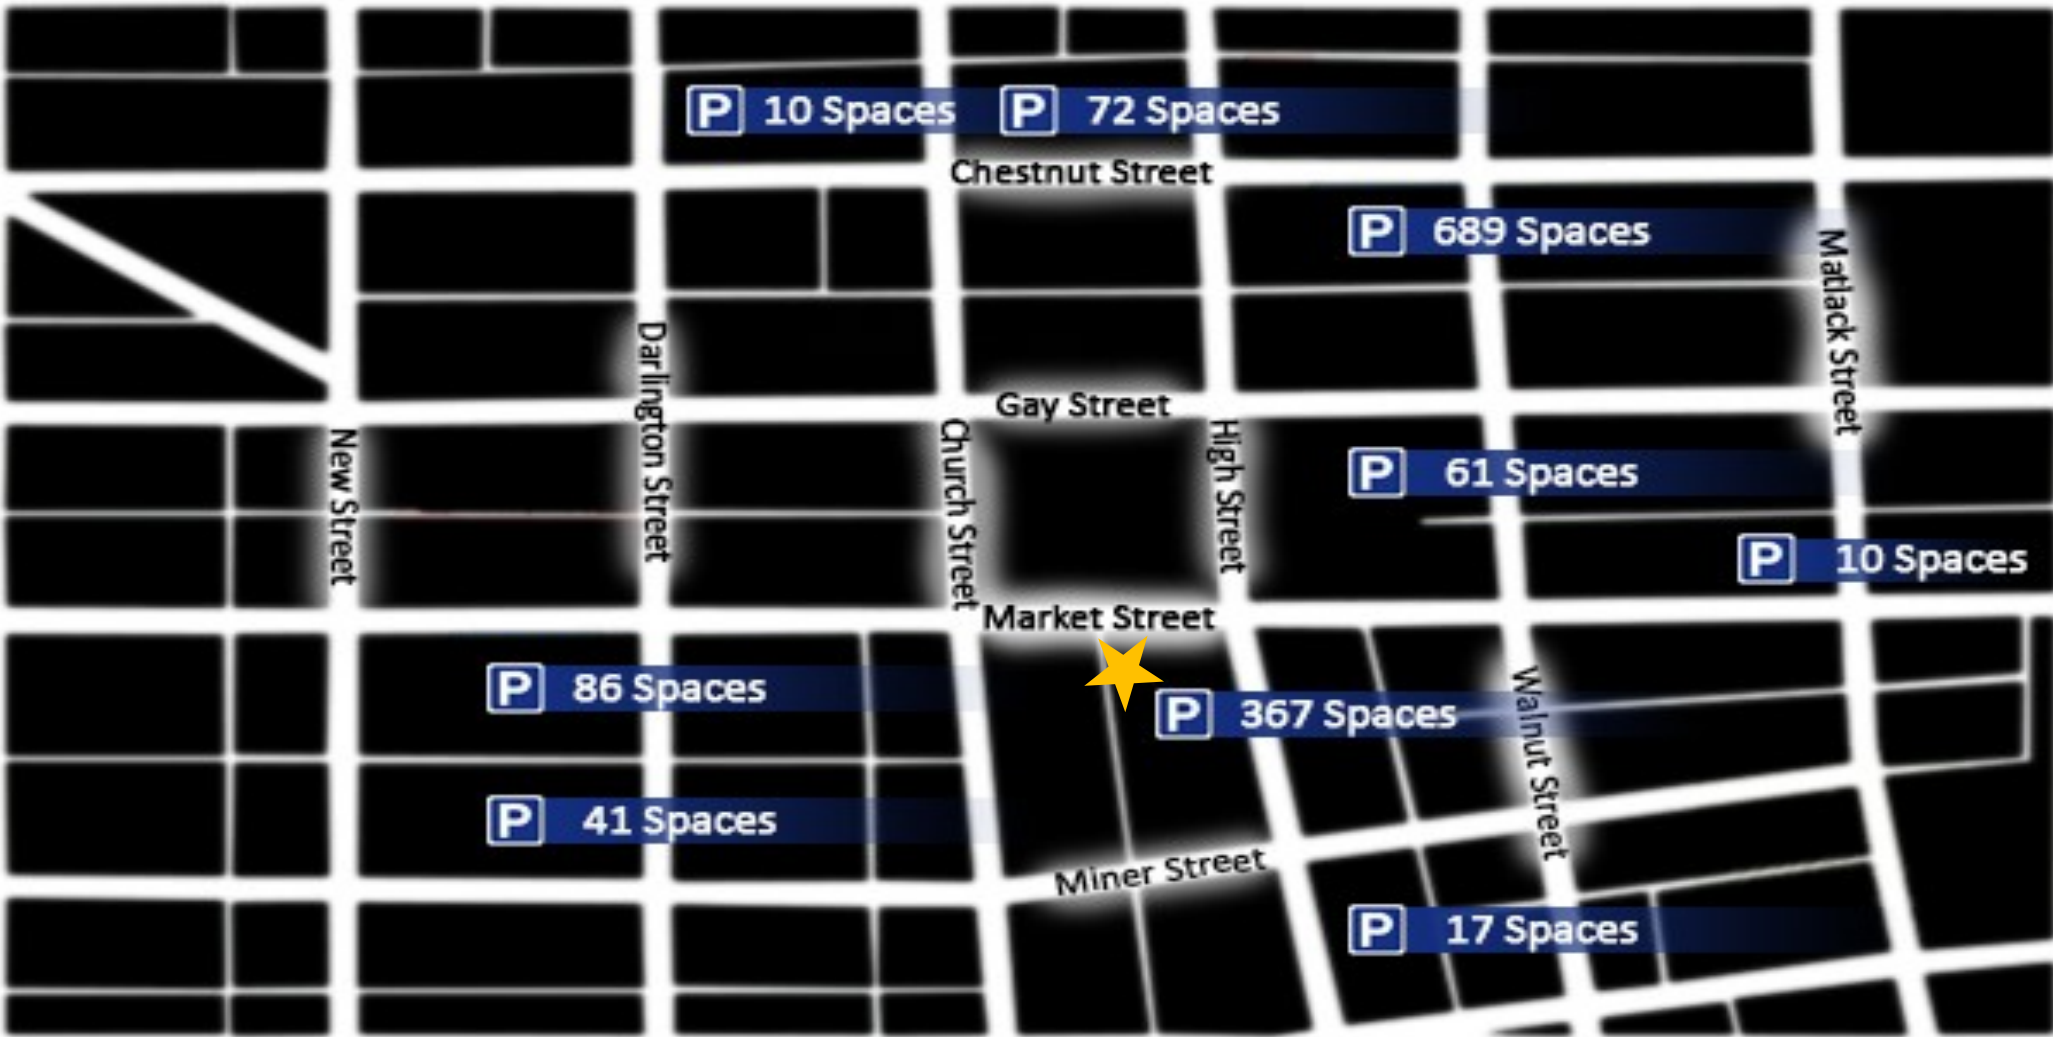 P 10 Spaces
P 72 Spaces
Chestnut Street
P 689 Spaces
Matlack Street
Darlington Street
Gay Street
New Street
Church Street
High Street
P 61 Spaces
P 10 Spaces
Market Street
P 86 Spaces
P 367 Spaces
Walnut Street
P 41 Spaces
Miner Street
P 17 Spaces